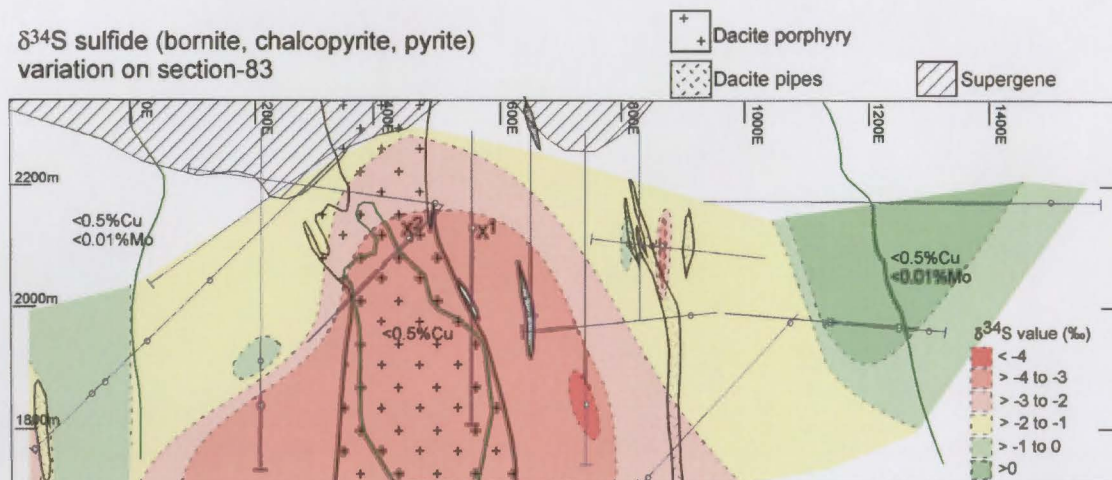 δ³⁴S sulfide (bornite, chalcopyrite, pyrite)
variation on section-83
Dacite porphyry
Dacite pipes
Supergene
0E
200E
400E
600E
800E
1000E
1200E
1400E
2200m
2000m
1800m
<0.5%Cu
<0.01%Mo
X²
X¹
<0.5%Cu
<0.5%Cu
<0.01%Mo
δ³⁴S value (‰)
< -4
> -4 to -3
> -3 to -2
> -2 to -1
> -1 to 0
>0